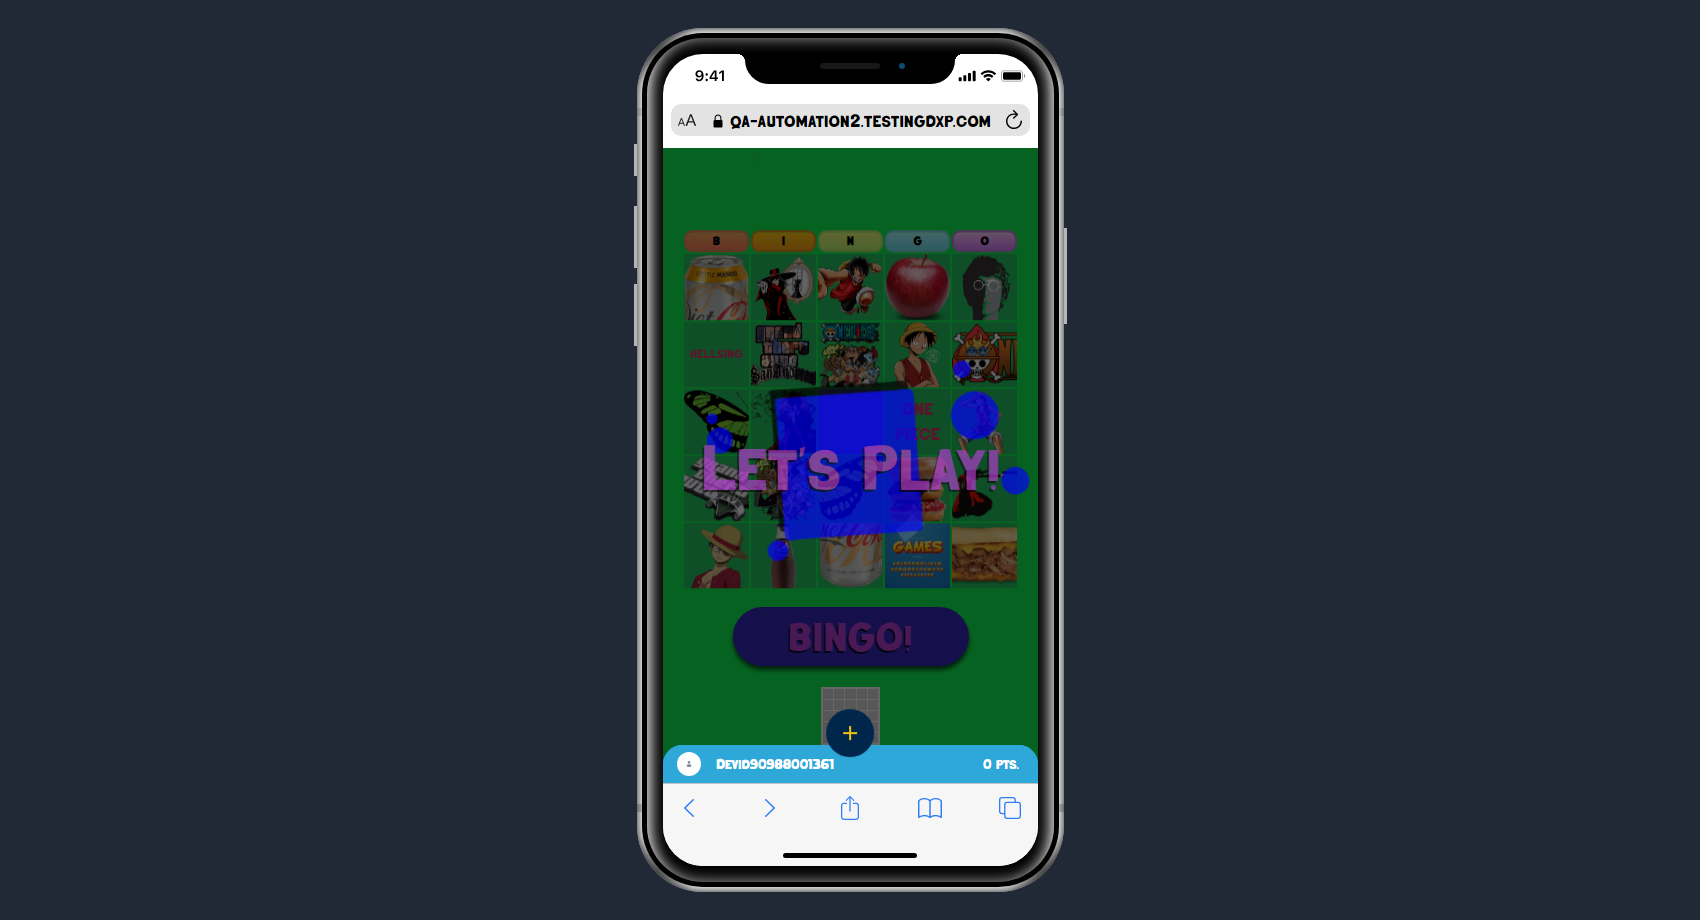 9:41
AA QA-AUTOMATION2.TESTINGDXP.COM
B I N G O
HELLSING
ONE
PIECE
LET'S PLAY!
GAMES
BINGO!
+
DEVID90988001361 0 PTS.